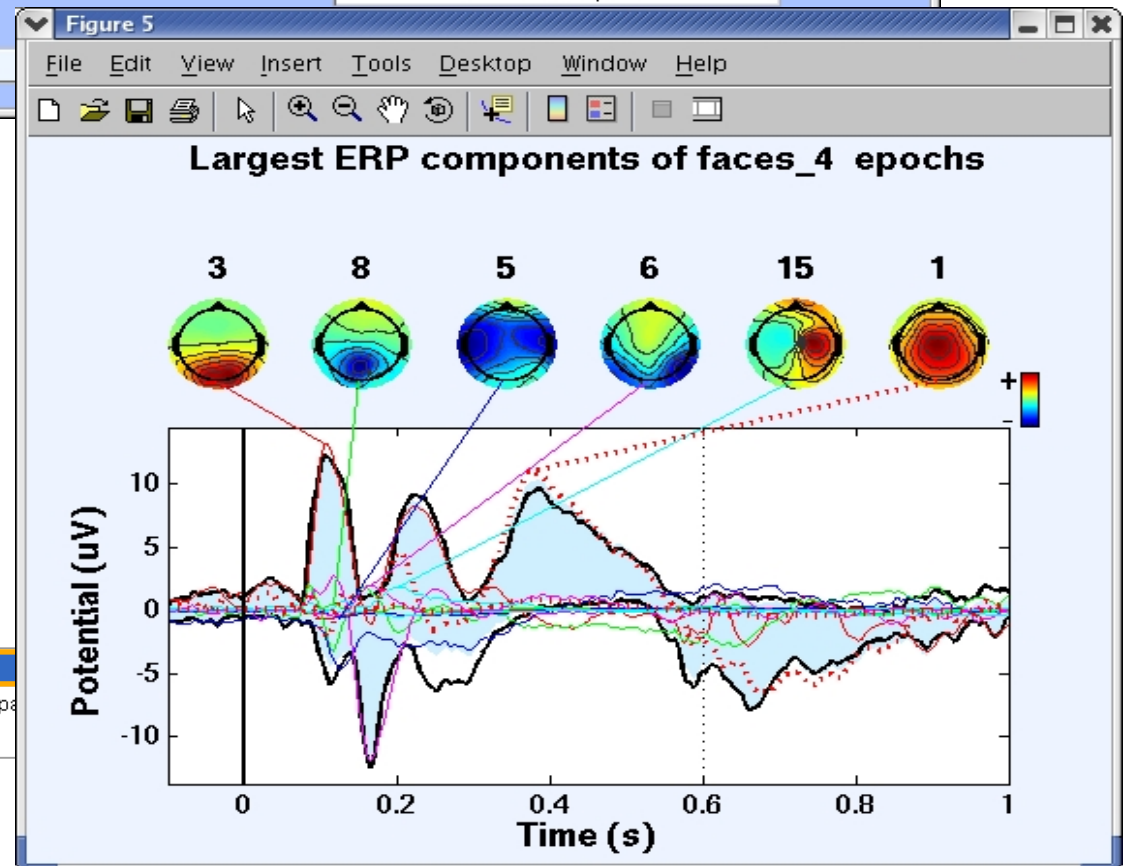 Figure 5
File Edit View Insert Tools Desktop Window Help
Largest ERP components of faces_4 epochs
3 8 5 6 15 1
+
-
10
5
0
-5
-10
Potential (uV)
0 0.2 0.4 0.6 0.8 1
Time (s)
pa